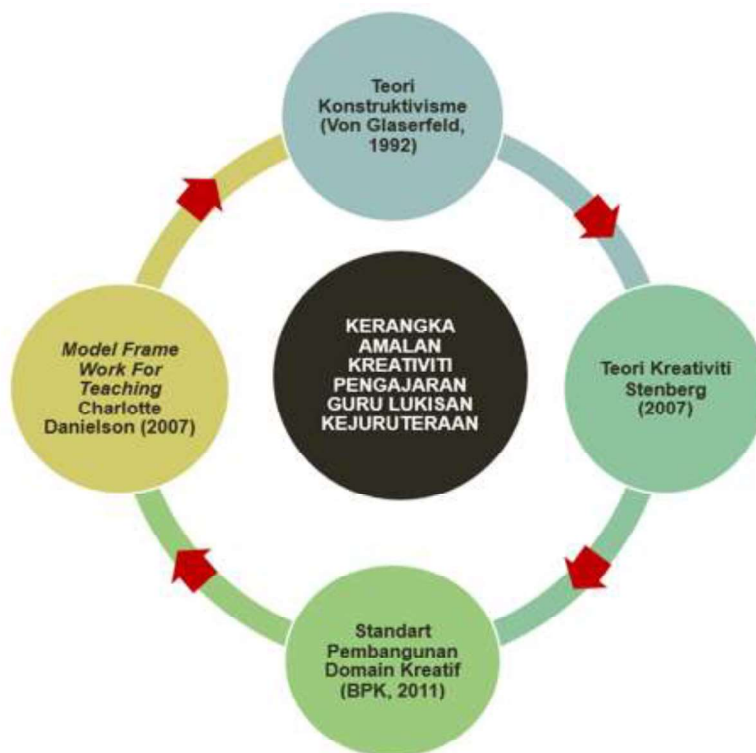 Teori
Konstruktivisme
(Von Glaserfeld,
1992)
Teori Kreativiti
Stenberg
(2007)
Standart
Pembangunan
Domain Kreatif
(BPK, 2011)
Model Frame
Work For
Teaching
Charlotte
Danielson (2007)
KERANGKA
AMALAN
KREATIVITI
PENGAJARAN
GURU LUKISAN
KEJURUTERAAN